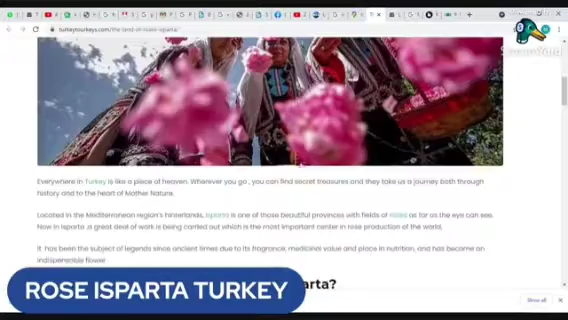 turkeytourkeys.com/the-land-of-roses-isparta/
Everywhere in Turkey is like a piece of heaven. Wherever you go , you can find secret treasures and they take us a journey both through
history and to the heart of Mother Nature.
Located in the Mediterranean region's hinterlands, Isparta is one of those beautiful provinces with fields of roses as far as the eye can see.
Now in Isparta ,a great deal of work is being carried out which is the most important center in rose production of the world.
It has been the subject of legends since ancient times due to its fragrance, medicinal value and place in nutrition, and has become an
indispensible flower
parta?
ROSE ISPARTA TURKEY
Show all